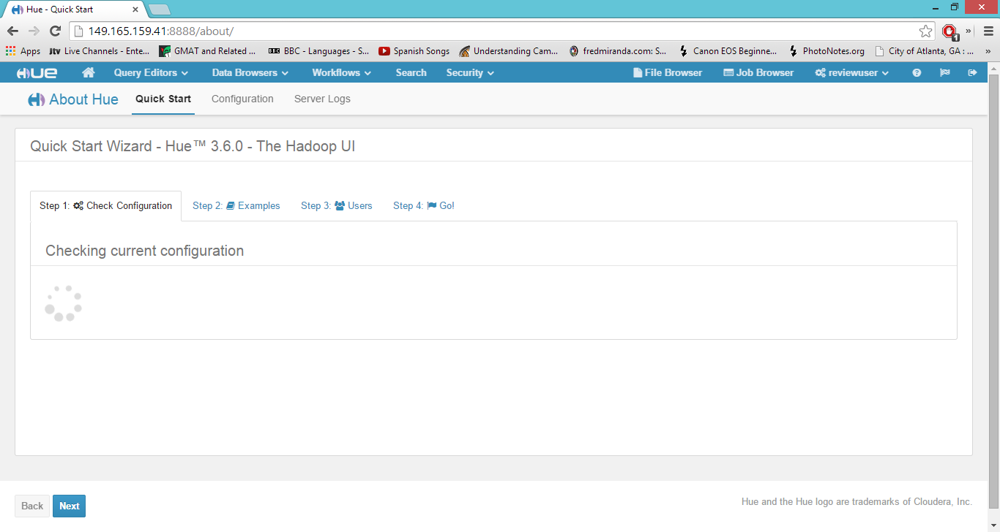 Hue - Quick Start
149.165.159.41:8888/about/
Apps Jtv Live Channels - Ente... GMAT and Related ... BBC BBC - Languages - S... Spanish Songs Understanding Cam... fredmiranda.com: S... Canon EOS Beginne... PhotoNotes.org City of Atlanta, GA : ... »
HUE Query Editors Data Browsers Workflows Search Security File Browser Job Browser reviewuser
About Hue Quick Start Configuration Server Logs
Quick Start Wizard - Hue™ 3.6.0 - The Hadoop UI
Step 1: Check Configuration Step 2: Examples Step 3: Users Step 4: Go!
Checking current configuration
Back Next Hue and the Hue logo are trademarks of Cloudera, Inc.